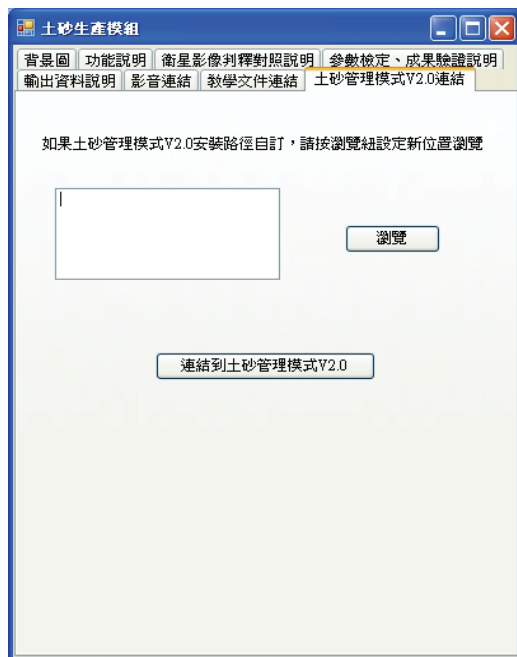 土砂生產模組
背景圖 功能說明 衛星影像判釋對照說明 參數檢定、成果驗證說明
輸出資料說明 影音連結 教學文件連結 土砂管理模式V2.0連結
如果土砂管理模式V2.0安裝路徑自訂，請按瀏覽紐設定新位置瀏覽
瀏覽
連結到土砂管理模式V2.0